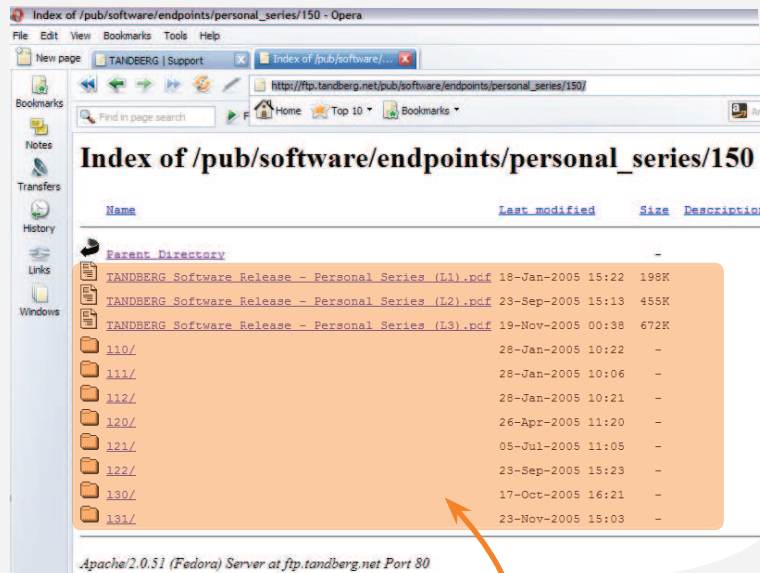 Index of /pub/software/endpoints/personal_series/150 - Opera
File Edit View Bookmarks Tools Help
New page TANDBERG | Support Index of /pub/software/...
http://ftp.tandberg.net/pub/software/endpoints/personal_series/150/
Bookmarks
Find in page search F Home Top 10 Bookmarks
Notes
Transfers
History
Links
Windows
Index of /pub/software/endpoints/personal_series/150
Name Last modified Size Description
Parent Directory -
TANDBERG Software Release - Personal Series (L1).pdf 18-Jan-2005 15:22 198K
TANDBERG Software Release - Personal Series (L2).pdf 23-Sep-2005 15:13 455K
TANDBERG Software Release - Personal Series (L3).pdf 19-Nov-2005 00:38 672K
110/ 28-Jan-2005 10:22 -
111/ 28-Jan-2005 10:06 -
112/ 28-Jan-2005 10:21 -
120/ 26-Apr-2005 11:20 -
121/ 05-Jul-2005 11:05 -
122/ 23-Sep-2005 15:23 -
130/ 17-Oct-2005 16:21 -
131/ 23-Nov-2005 15:03 -
Apache/2.0.51 (Fedora) Server at ftp.tandberg.net Port 80